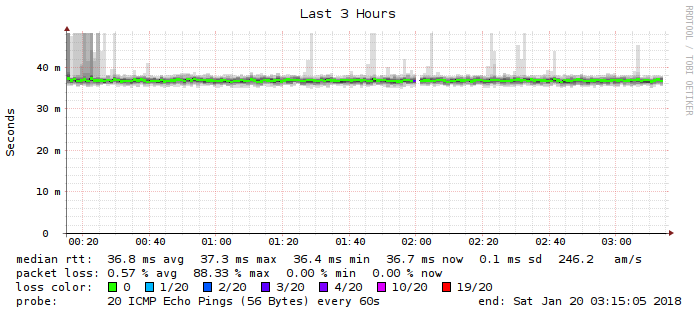 Last 3 Hours
RRDTOOL / TOBI OETIKER
Seconds
40 m
30 m
20 m
10 m
0
00:20 00:40 01:00 01:20 01:40 02:00 02:20 02:40 03:00
median rtt: 36.8 ms avg 37.3 ms max 36.4 ms min 36.7 ms now 0.1 ms sd 246.2 am/s
packet loss: 0.57 % avg 88.33 % max 0.00 % min 0.00 % now
loss color: 0 1/20 2/20 3/20 4/20 10/20 19/20
probe: 20 ICMP Echo Pings (56 Bytes) every 60s end: Sat Jan 20 03:15:05 2018